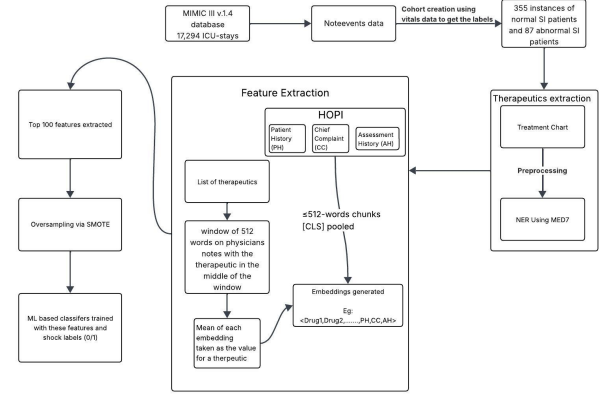 MIMIC III v.1.4
database
17,294 ICU-stays
Noteevents data
Cohort creation using
vitals data to get the labels
355 instances of
normal SI patients
and 87 abnormal SI
patients
Therapeutics extraction
Treatment Chart
Preprocessing
NER Using MED7
Feature Extraction
HOPI
Patient
History
(PH)
Chief
Complaint
(CC)
Assessment
History (AH)
List of therapeutics
window of 512
words on physicians
notes with the
therapeutic in the
middle of the
window
Mean of each
embedding
taken as the value
for a therpeutic
≤512-words chunks
[CLS] pooled
Embeddings generated
Eg:
<Drug1,Drug2,.......,PH,CC,AH>
Top 100 features extracted
Oversampling via SMOTE
ML based classifers trained
with these features and
shock labels (0/1)